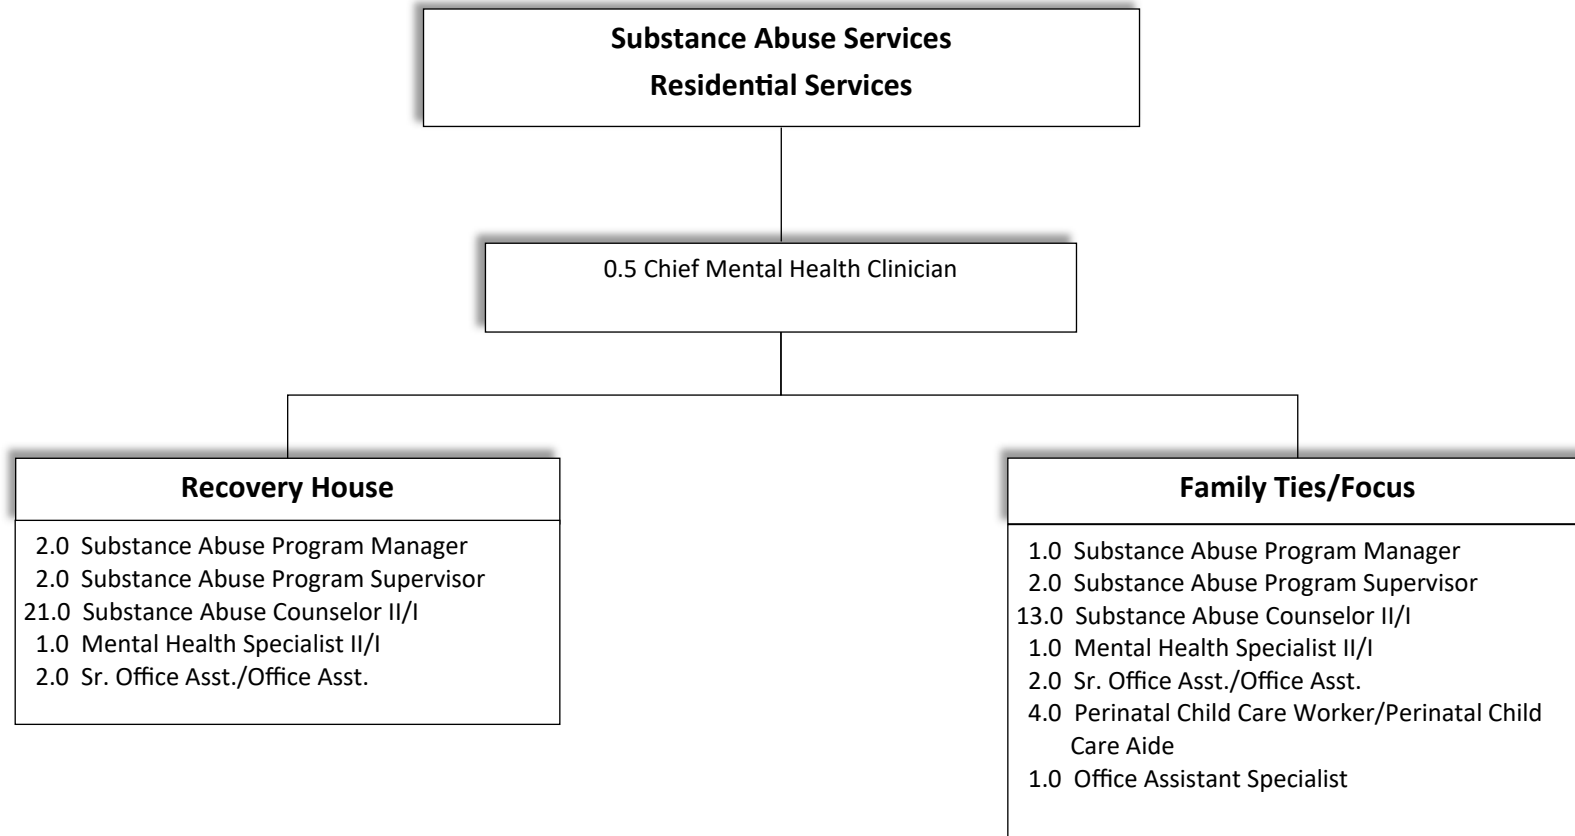 Substance Abuse Services
Residential Services
0.5 Chief Mental Health Clinician
Recovery House
2.0 Substance Abuse Program Manager
2.0 Substance Abuse Program Supervisor
21.0 Substance Abuse Counselor II/I
1.0 Mental Health Specialist II/I
2.0 Sr. Office Asst./Office Asst.
Family Ties/Focus
1.0 Substance Abuse Program Manager
2.0 Substance Abuse Program Supervisor
13.0 Substance Abuse Counselor II/I
1.0 Mental Health Specialist II/I
2.0 Sr. Office Asst./Office Asst.
4.0 Perinatal Child Care Worker/Perinatal Child
Care Aide
1.0 Office Assistant Specialist